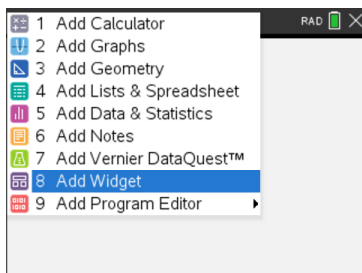 1 Add Calculator
RAD
2 Add Graphs
3 Add Geometry
4 Add Lists & Spreadsheet
5 Add Data & Statistics
6 Add Notes
7 Add Vernier DataQuest™
8 Add Widget
9 Add Program Editor